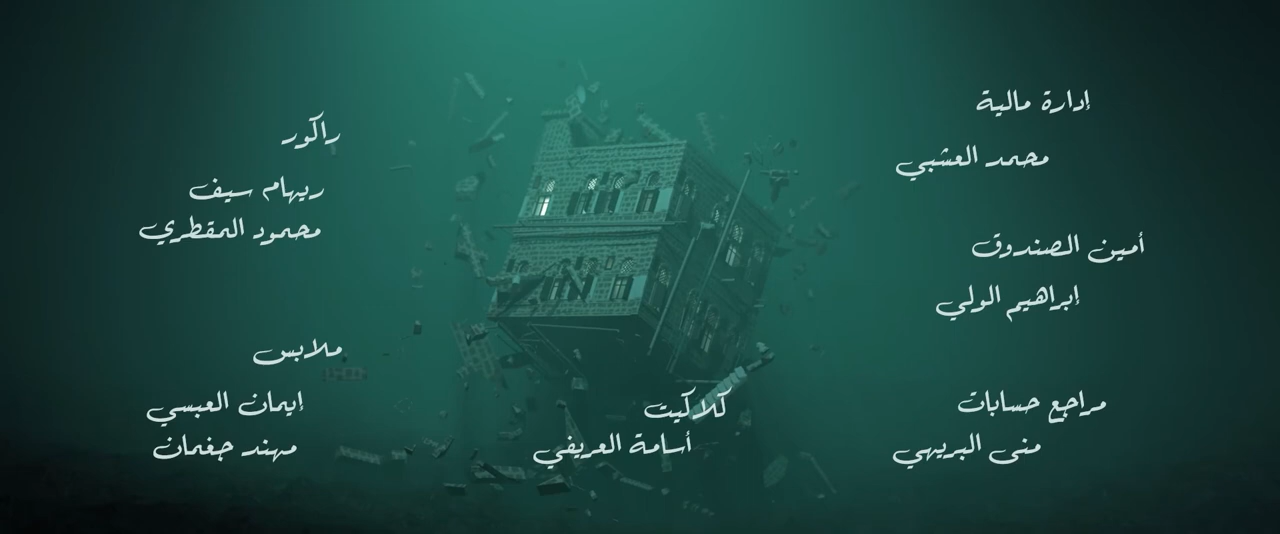 إدارة مالية
محمد العشبي
أمين الصندوق
إبراهيم الولي
مراجع حسابات
منى البريهي
كلاكيت
أسامة العريفي
راكور
ريهام سيف
محمود المقطري
ملابس
إيمان العبسي
مهند جغمان